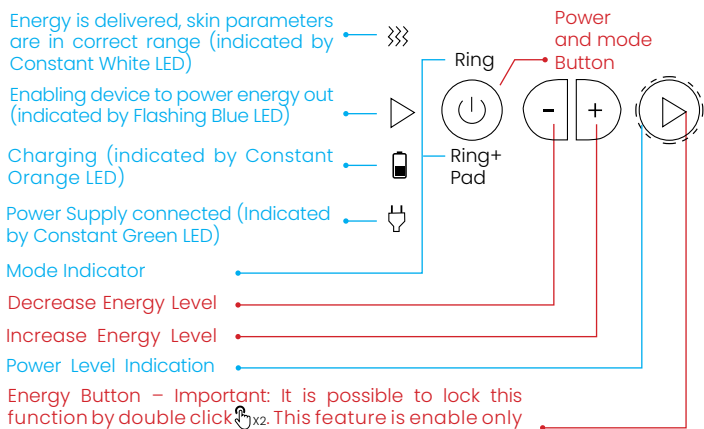 Energy is delivered, skin parameters
are in correct range (indicated by
Constant White LED)
Enabling device to power energy out
(indicated by Flashing Blue LED)
Charging (indicated by Constant
Orange LED)
Power Supply connected (Indicated
by Constant Green LED)
Mode Indicator
Decrease Energy Level
Increase Energy Level
Power Level Indication
Energy Button – Important: It is possible to lock this
function by double click x2. This feature is enable only
Ring
Ring+
Pad
Power
and mode
Button
- +